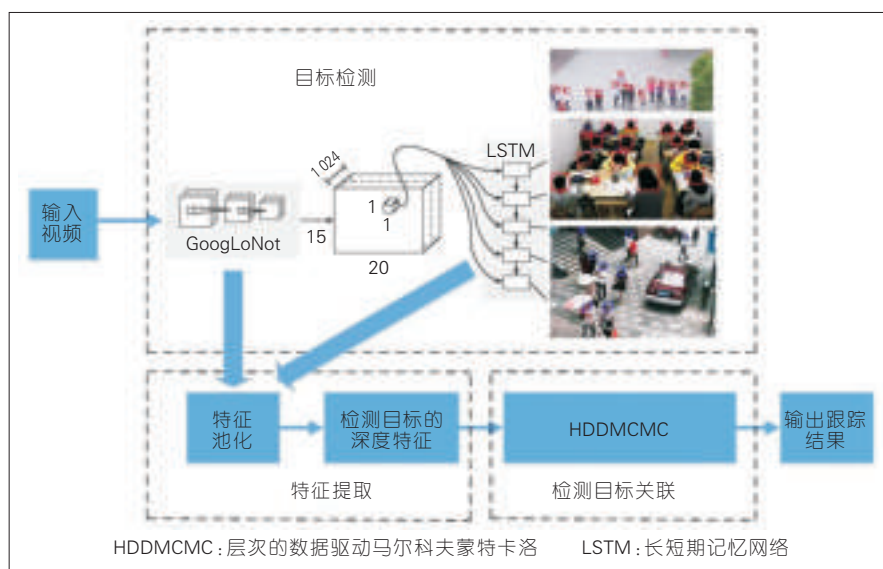 目标检测
LSTM
1 024
1
1
15
20
GoogLoNot
输入
视频
特征
池化
检测目标的
深度特征
HDDMCMC
输出跟踪
结果
特征提取
检测目标关联
HDDMCMC：层次的数据驱动马尔科夫蒙特卡洛 LSTM：长短期记忆网络